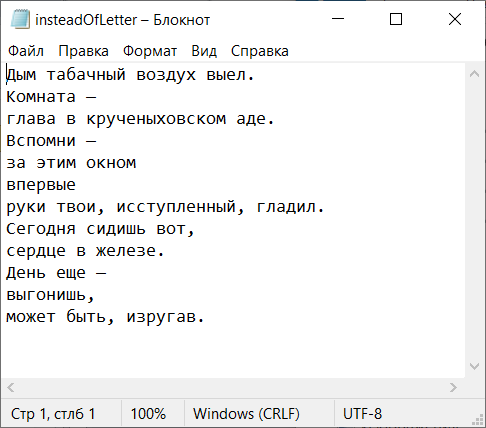 insteadOfLetter – Блокнот
Файл Правка Формат Вид Справка
Дым табачный воздух выел.
Комната –
глава в крученыховском аде.
Вспомни –
за этим окном
впервые
руки твои, исступленный, гладил.
Сегодня сидишь вот,
сердце в железе.
День еще –
выгонишь,
может быть, изругав.
Стр 1, стлб 1 100% Windows (CRLF) UTF-8